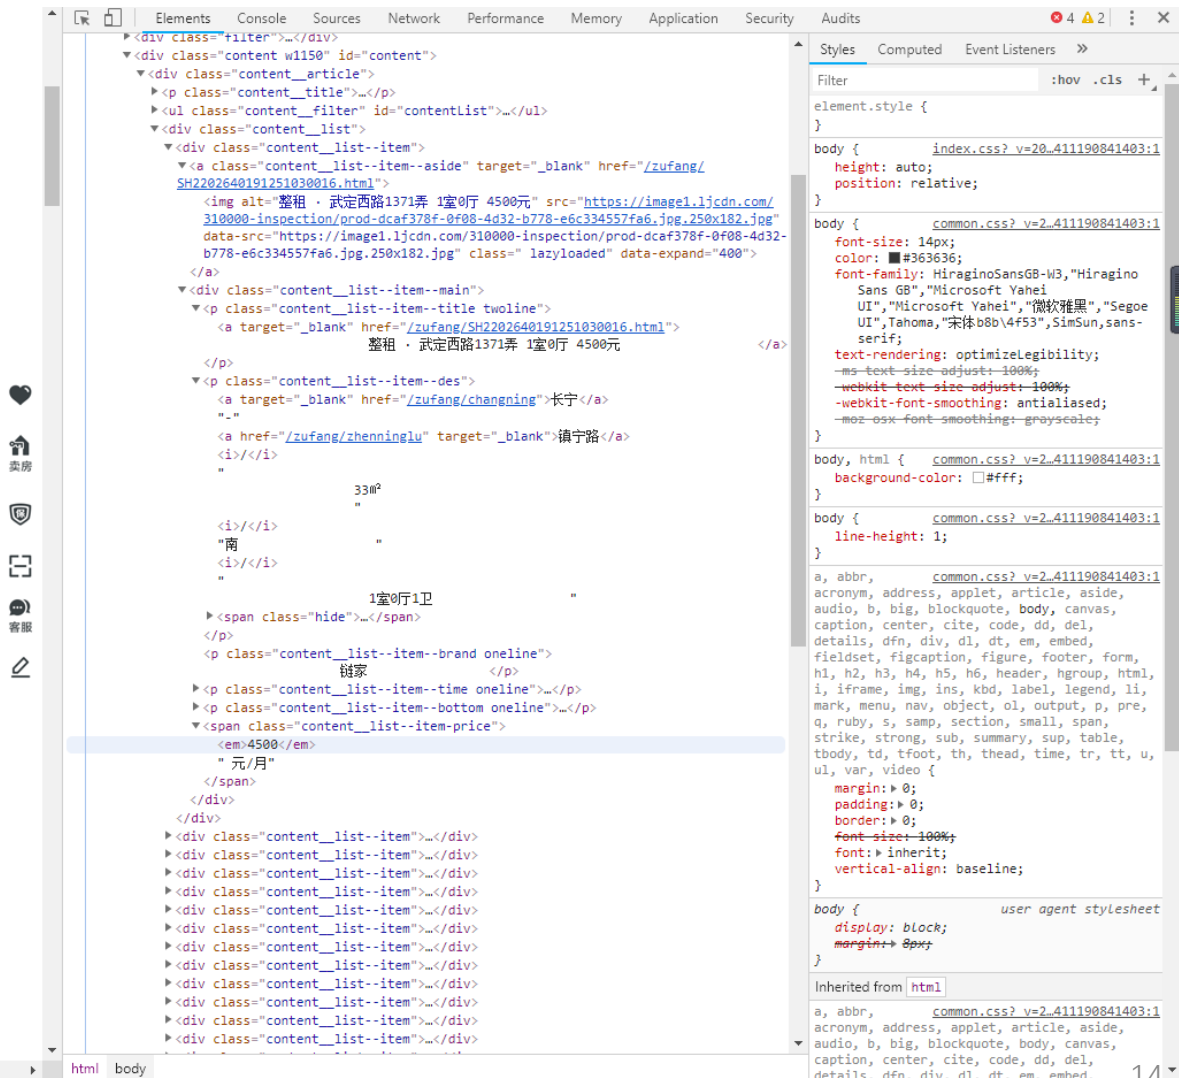 Elements Console Sources Network Performance Memory Application Security Audits 4 2
<div class="filter">…</div>
<div class="content w1150" id="content">
<div class="content__article">
<p class="content__title">…</p>
<ul class="content__filter" id="contentList">…</ul>
<div class="content__list">
<div class="content__list--item">
<a class="content__list--item--aside" target="_blank" href="/zufang/
SH2202640191251030016.html">
<img alt="整租 · 武定西路1371弄 1室0厅 4500元" src="https://image1.ljcdn.com/
310000-inspection/prod-dcaf378f-0f08-4d32-b778-e6c334557fa6.jpg.250x182.jpg"
data-src="https://image1.ljcdn.com/310000-inspection/prod-dcaf378f-0f08-4d32-
b778-e6c334557fa6.jpg.250x182.jpg" class=" lazyloaded" data-expand="400">
</a>
<div class="content__list--item--main">
<p class="content__list--item--title twoline">
<a target="_blank" href="/zufang/SH2202640191251030016.html">
整租 · 武定西路1371弄 1室0厅 4500元 </a>
</p>
<p class="content__list--item--des">
<a target="_blank" href="/zufang/changning">长宁</a>
"-"
<a href="/zufang/zhenninglu" target="_blank">镇宁路</a>
<i>/</i>
"
33㎡
"
<i>/</i>
"南 "
<i>/</i>
"
1室0厅1卫 "
<span class="hide">…</span>
</p>
<p class="content__list--item--brand oneline">
链家 </p>
<p class="content__list--item--time oneline">…</p>
<p class="content__list--item--bottom oneline">…</p>
<span class="content__list--item-price">
<em>4500</em>
" 元/月"
</span>
</div>
</div>
<div class="content__list--item">…</div>
<div class="content__list--item">…</div>
<div class="content__list--item">…</div>
<div class="content__list--item">…</div>
<div class="content__list--item">…</div>
<div class="content__list--item">…</div>
<div class="content__list--item">…</div>
<div class="content__list--item">…</div>
<div class="content__list--item">…</div>
<div class="content__list--item">…</div>
<div class="content__list--item">…</div>
<div class="content__list--item">…</div>
html body
卖房
客服
Styles Computed Event Listeners »
Filter :hov .cls +
element.style {
}
body { index.css?_v=20…411190841403:1
height: auto;
position: relative;
}
body { common.css?_v=2…411190841403:1
font-size: 14px;
color: #363636;
font-family: HiraginoSansGB-W3,"Hiragino
Sans GB","Microsoft Yahei
UI","Microsoft Yahei","微软雅黑","Segoe
UI",Tahoma,"宋体b8b\4f53",SimSun,sans-
serif;
text-rendering: optimizeLegibility;
-ms-text-size-adjust: 100%;
-webkit-text-size-adjust: 100%;
-webkit-font-smoothing: antialiased;
-moz-osx-font-smoothing: grayscale;
}
body, html { common.css?_v=2…411190841403:1
background-color: #fff;
}
body { common.css?_v=2…411190841403:1
line-height: 1;
}
a, abbr, common.css?_v=2…411190841403:1
acronym, address, applet, article, aside,
audio, b, big, blockquote, body, canvas,
caption, center, cite, code, dd, del,
details, dfn, div, dl, dt, em, embed,
fieldset, figcaption, figure, footer, form,
h1, h2, h3, h4, h5, h6, header, hgroup, html,
i, iframe, img, ins, kbd, label, legend, li,
mark, menu, nav, object, ol, output, p, pre,
q, ruby, s, samp, section, small, span,
strike, strong, sub, summary, sup, table,
tbody, td, tfoot, th, thead, time, tr, tt, u,
ul, var, video {
margin: 0;
padding: 0;
border: 0;
font-size: 100%;
font: inherit;
vertical-align: baseline;
}
body { user agent stylesheet
display: block;
margin: 8px;
}
Inherited from html
a, abbr, common.css?_v=2…411190841403:1
acronym, address, applet, article, aside,
audio, b, big, blockquote, body, canvas,
caption, center, cite, code, dd, del,
details, dfn, div, dl, dt, em, embed,
14